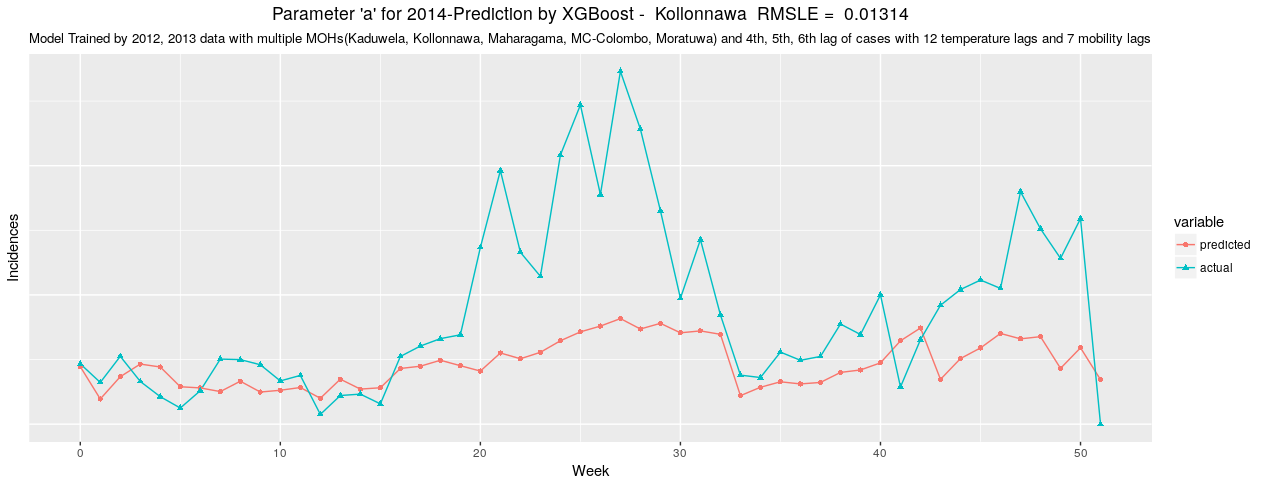 Parameter 'a' for 2014-Prediction by XGBoost - Kollonnawa RMSLE = 0.01314
Model Trained by 2012, 2013 data with multiple MOHs(Kaduwela, Kollonnawa, Maharagama, MC-Colombo, Moratuwa) and 4th, 5th, 6th lag of cases with 12 temperature lags and 7 mobility lags
Incidences
variable
predicted
actual
0 10 20 30 40 50
Week